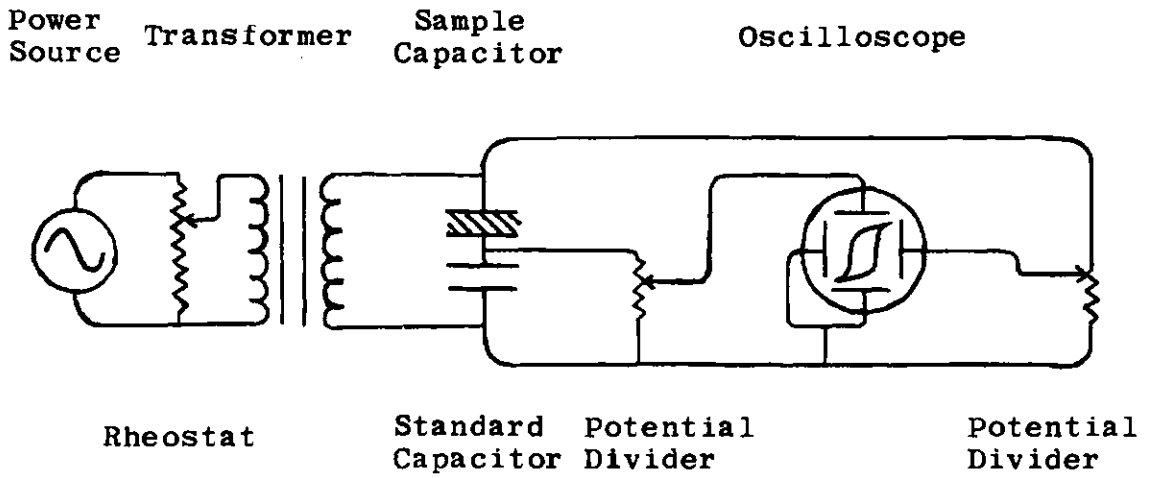 Power
Source
Transformer
Sample
Capacitor
Oscilloscope
Rheostat
Standard
Capacitor
Potential
Divider
Potential
Divider